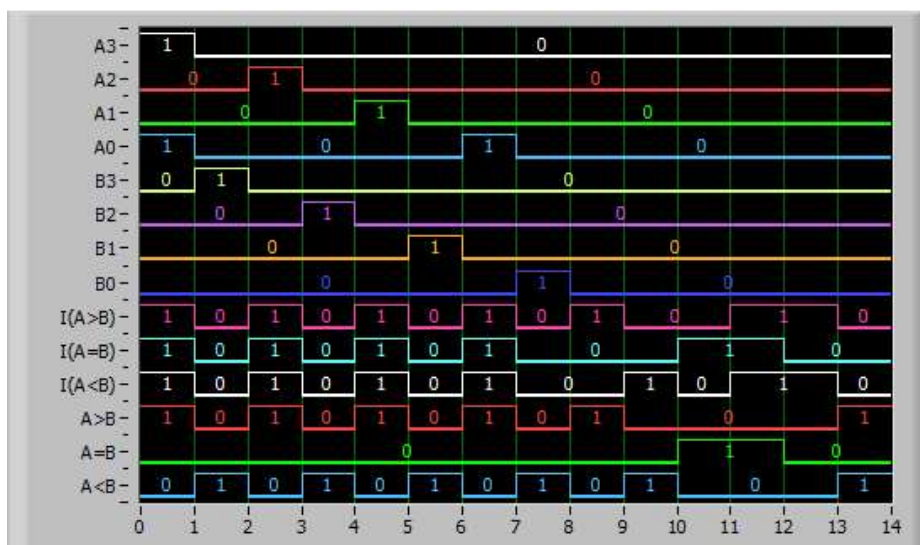 A3 1 0
A2 0 1 0
A1 0 1 0
A0 1 0 1 0
B3 0 1 0
B2 0 1 0
B1 0 1 0
B0 0 1 0
I(A>B) 1 0 1 0 1 0 1 0 1 0 1 0
I(A=B) 1 0 1 0 1 0 1 0 1 0
I(A<B) 1 0 1 0 1 0 1 0 1 0 1 0
A>B 1 0 1 0 1 0 1 0 1 0 1
A=B 0 1 0
A<B 0 1 0 1 0 1 0 1 0 1 0 1
0 1 2 3 4 5 6 7 8 9 10 11 12 13 14